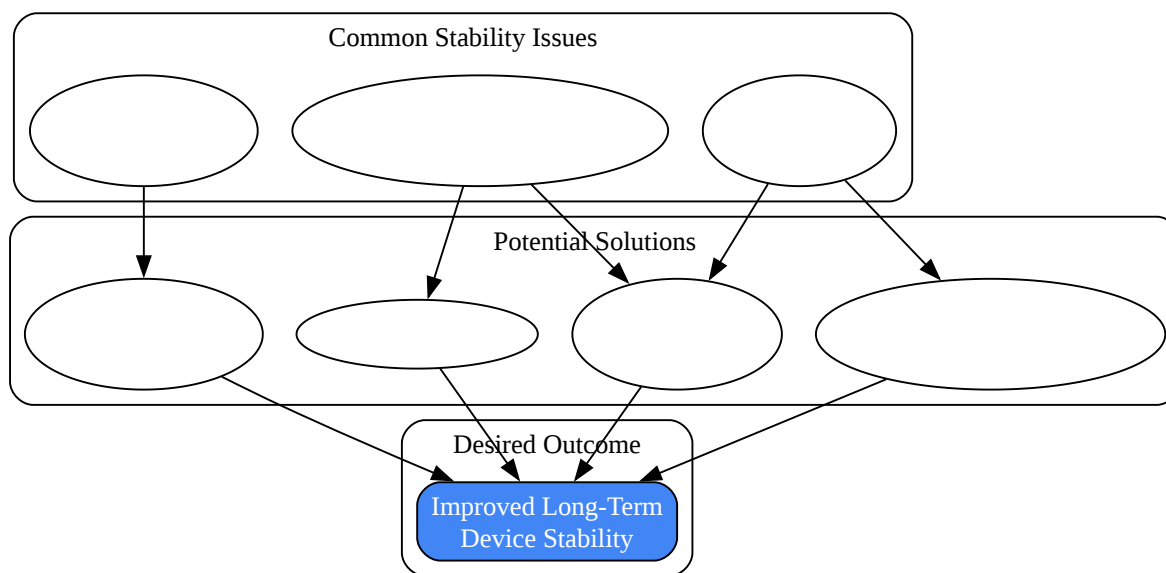 Common Stability Issues
Potential Solutions
Desired Outcome
Improved Long-Term
Device Stability